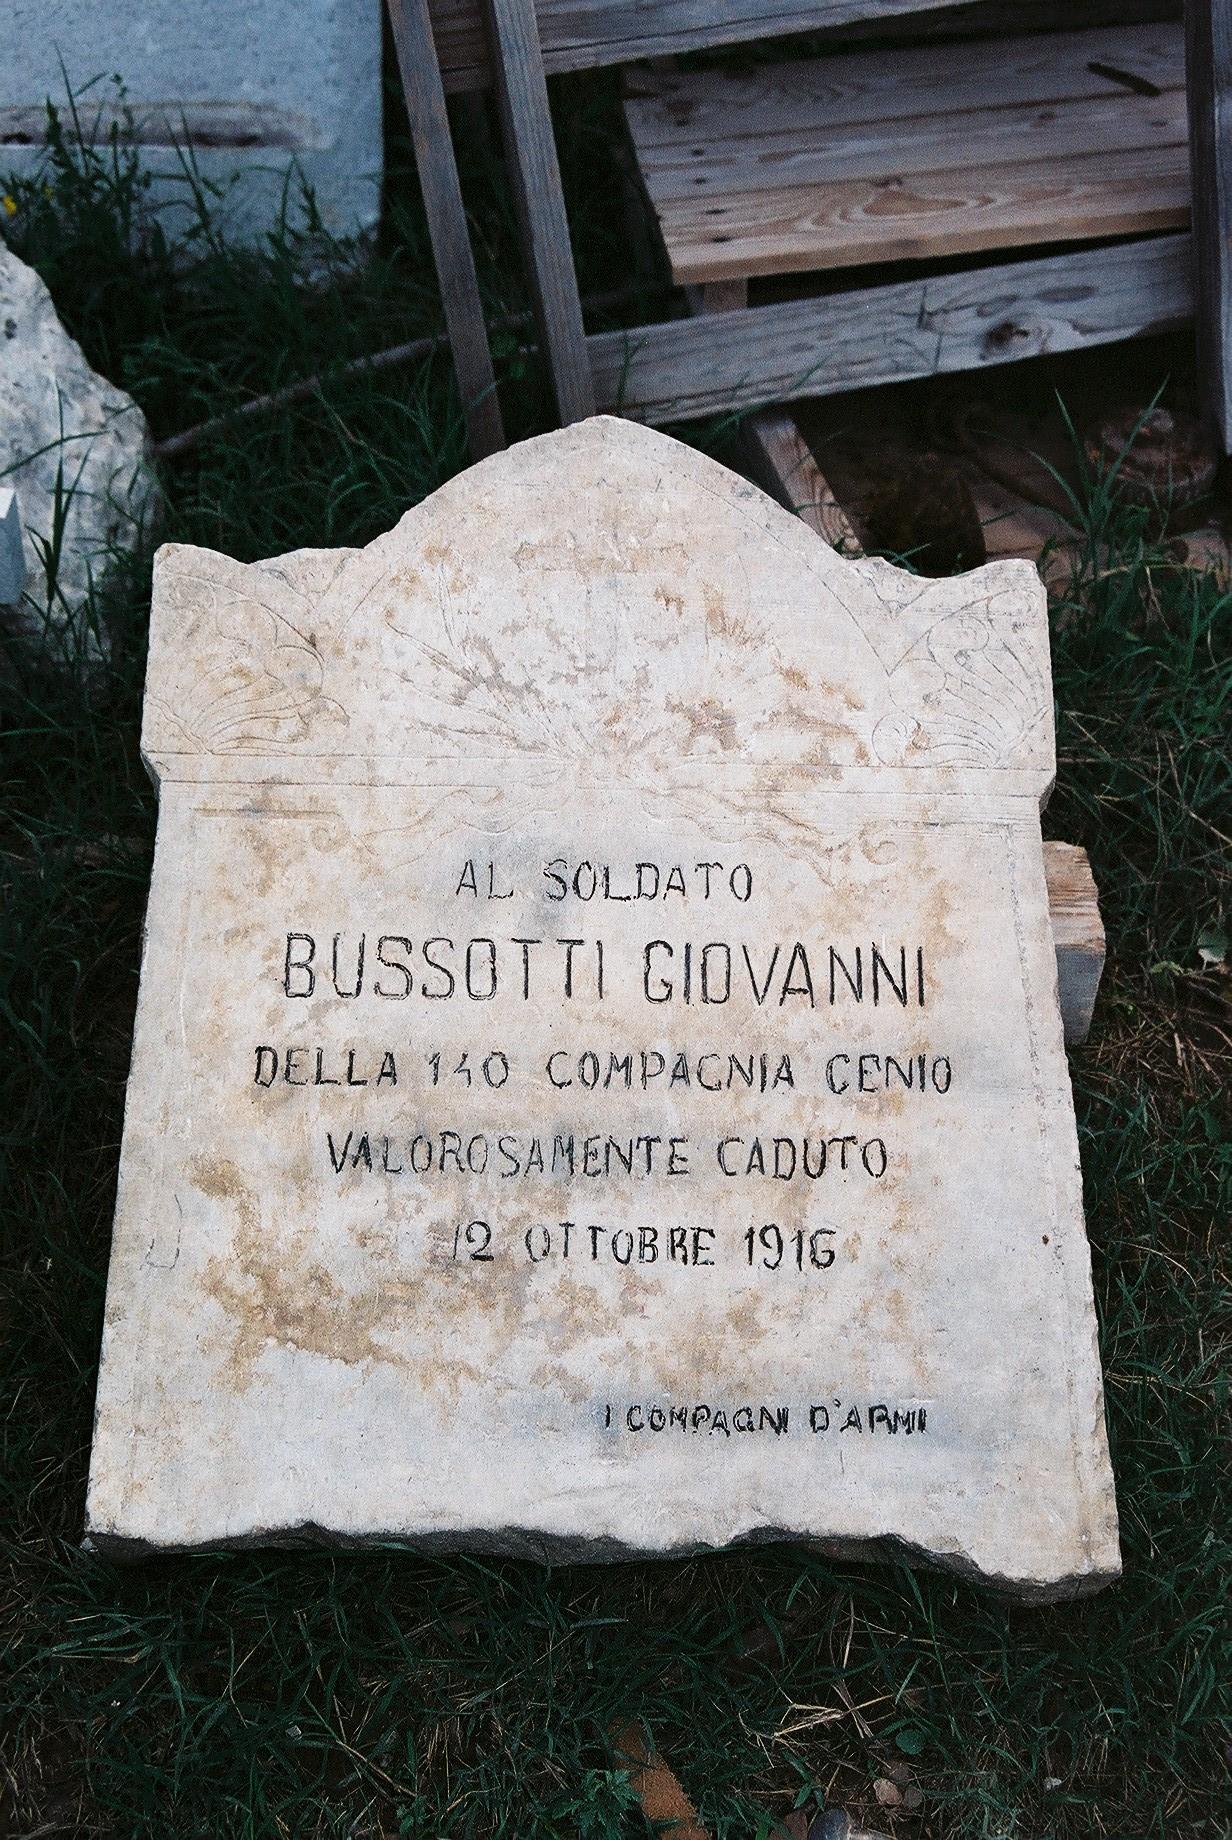 AL SOLDATO
BUSSOTTI GIOVANNI
DELLA 140 COMPAGNIA GENIO
VALOROSAMENTE CADUTO
12 OTTOBRE 1916
I COMPAGNI D'ARMI